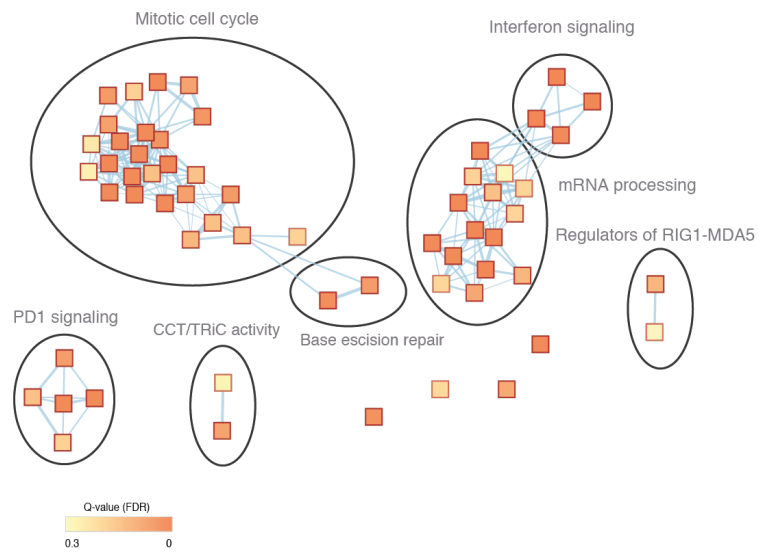 Mitotic cell cycle
Interferon signaling
mRNA processing
Regulators of RIG1-MDA5
PD1 signaling
CCT/TRiC activity
Base escision repair
Q-value (FDR)
0.3 0